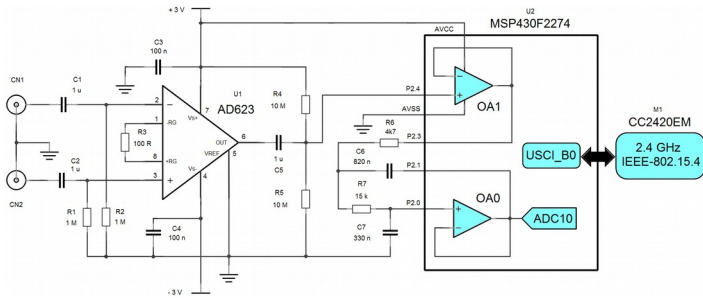 + 3 V
U2
MSP430F2274
C3
100 n
AVCC
CN1
C1
1 u
U1
AD623
R4
10 M
P2.4
OA1
M1
CC2420EM
2
1
-RG
R3
100 R
8
+RG
3
7
Vs+
OUT
6
VREF
5
Vs-
4
1 u
C5
AVSS
P2.3
R6
4k7
C6
820 n
P2.1
USCI_B0
2.4 GHz
IEEE-802.15.4
C2
1 u
CN2
R7
15 k
P2.0
OA0
ADC10
R1
1 M
R2
1 M
C4
100 n
R5
10 M
C7
330 n
- 3 V